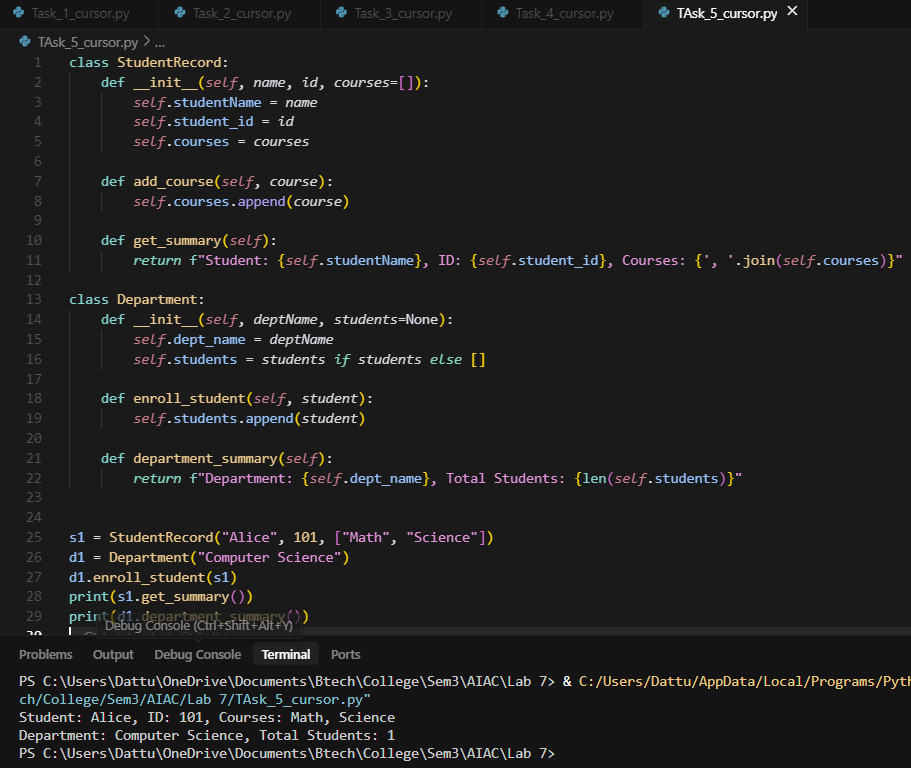 Task_1_cursor.py Task_2_cursor.py Task_3_cursor.py Task_4_cursor.py TAsk_5_cursor.py ✕
TAsk_5_cursor.py > ...
1 class StudentRecord:
2     def __init__(self, name, id, courses=[]):
3         self.studentName = name
4         self.student_id = id
5         self.courses = courses
6
7     def add_course(self, course):
8         self.courses.append(course)
9
10     def get_summary(self):
11         return f"Student: {self.studentName}, ID: {self.student_id}, Courses: {', '.join(self.courses)}"
12
13 class Department:
14     def __init__(self, deptName, students=None):
15         self.dept_name = deptName
16         self.students = students if students else []
17
18     def enroll_student(self, student):
19         self.students.append(student)
20
21     def department_summary(self):
22         return f"Department: {self.dept_name}, Total Students: {len(self.students)}"
23
24
25 s1 = StudentRecord("Alice", 101, ["Math", "Science"])
26 d1 = Department("Computer Science")
27 d1.enroll_student(s1)
28 print(s1.get_summary())
29 print(d1.department_summary())
Debug Console (Ctrl+Shift+Alt+Y)
30
Problems Output Debug Console Terminal Ports
PS C:\Users\Dattu\OneDrive\Documents\Btech\College\Sem3\AIAC\Lab 7> & C:/Users/Dattu/AppData/Local/Programs/Pyth
ch/College/Sem3/AIAC/Lab 7/TAsk_5_cursor.py"
Student: Alice, ID: 101, Courses: Math, Science
Department: Computer Science, Total Students: 1
PS C:\Users\Dattu\OneDrive\Documents\Btech\College\Sem3\AIAC\Lab 7>